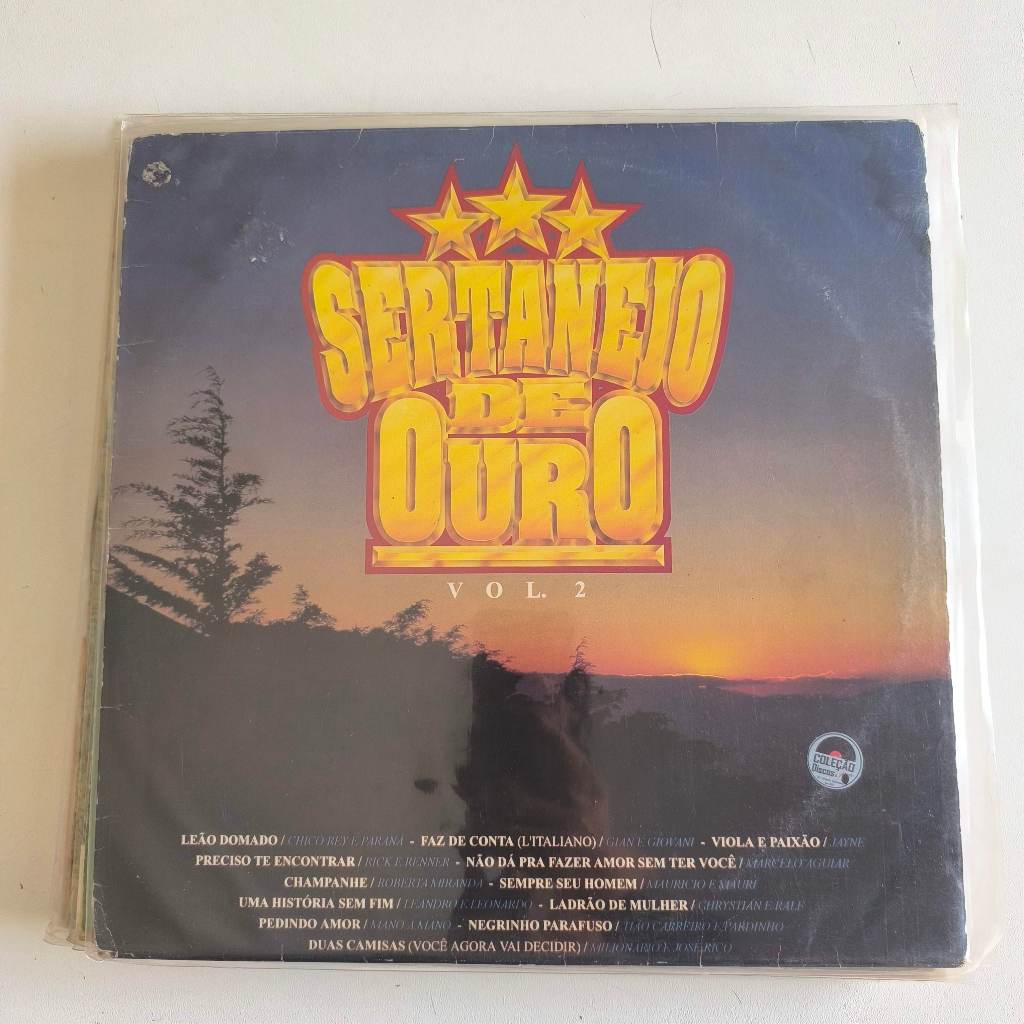 SERTANEJO
DE
OURO
VOL. 2
COLEÇÃO
Discos
LEÃO DOMADO / CHICO REY E PARANÁ - FAZ DE CONTA (L'ITALIANO) / GIAN E GIOVANI - VIOLA E PAIXÃO / JAYNE
PRECISO TE ENCONTRAR / RICK E RENNER - NÃO DÁ PRA FAZER AMOR SEM TER VOCÊ / MARCELO AGUIAR
CHAMPANHE / ROBERTA MIRANDA - SEMPRE SEU HOMEM / MAURICIO E MAURI
UMA HISTÓRIA SEM FIM / LEANDRO E LEONARDO - LADRÃO DE MULHER / CHRYSTIAN E RALF
PEDINDO AMOR / MANO A MANO - NEGRINHO PARAFUSO / TIÃO CARREIRO E PARDINHO
DUAS CAMISAS (VOCÊ AGORA VAI DECIDIR) / MILIONÁRIO E JOSÉ RICO